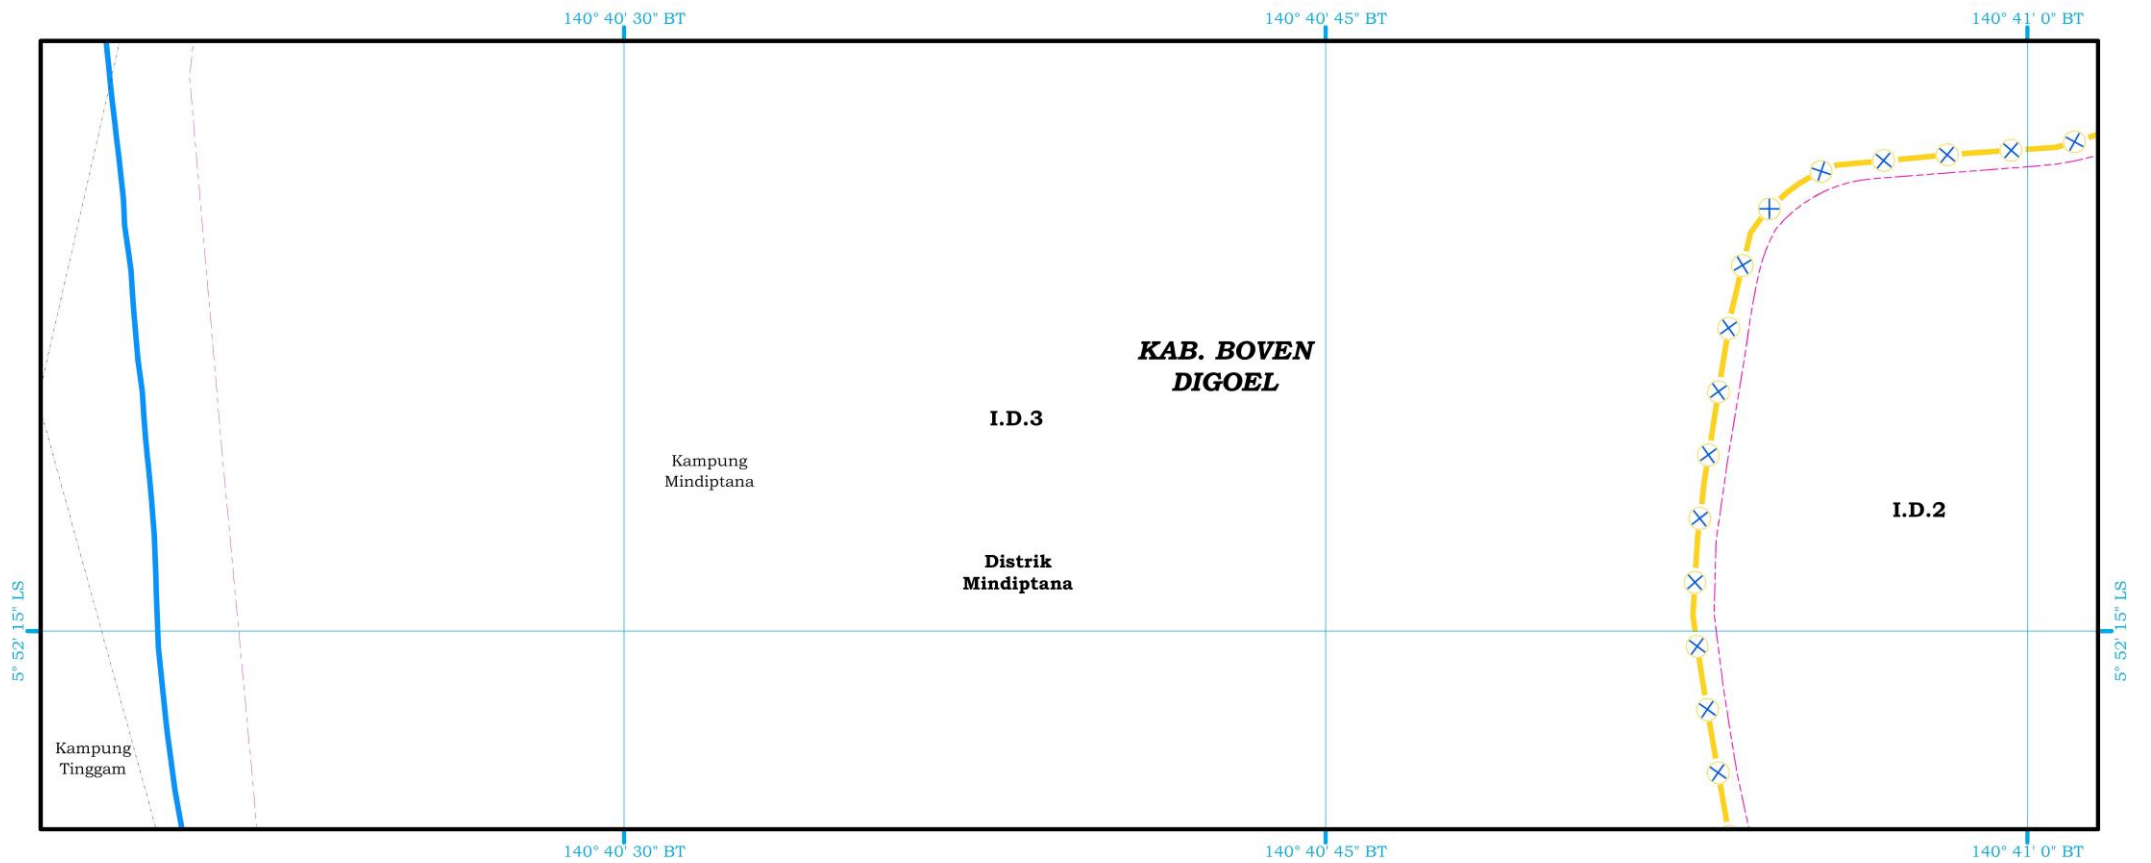 140° 40' 30" BT
140° 40' 45" BT
140° 41' 0" BT
KAB. BOVEN
DIGOEL
I.D.3
Kampung
Mindiptana
I.D.2
Distrik
Mindiptana
5° 52' 15" LS
5° 52' 15" LS
Kampung
Tinggam
140° 40' 30" BT
140° 40' 45" BT
140° 41' 0" BT